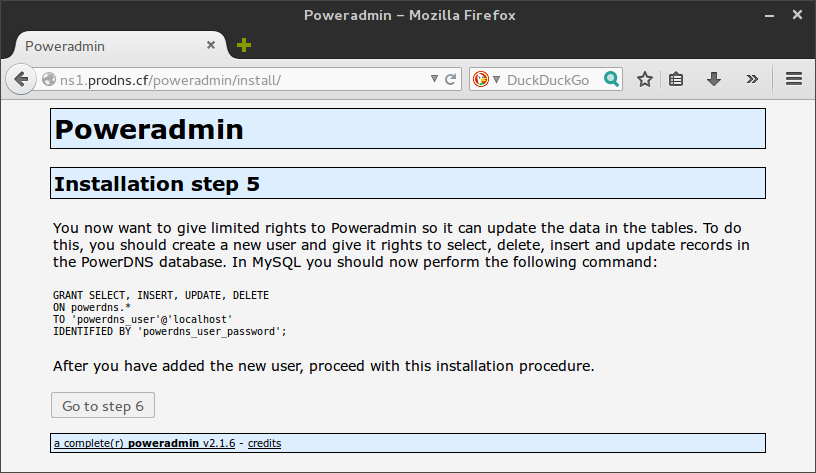 Poweradmin – Mozilla Firefox
Poweradmin
ns1.prodns.cf/poweradmin/install/
DuckDuckGo
Poweradmin
Installation step 5
You now want to give limited rights to Poweradmin so it can update the data in the tables. To do
this, you should create a new user and give it rights to select, delete, insert and update records in
the PowerDNS database. In MySQL you should now perform the following command:
GRANT SELECT, INSERT, UPDATE, DELETE
ON powerdns.*
TO 'powerdns_user'@'localhost'
IDENTIFIED BY 'powerdns_user_password';
After you have added the new user, proceed with this installation procedure.
Go to step 6
a complete(r) poweradmin v2.1.6 - credits